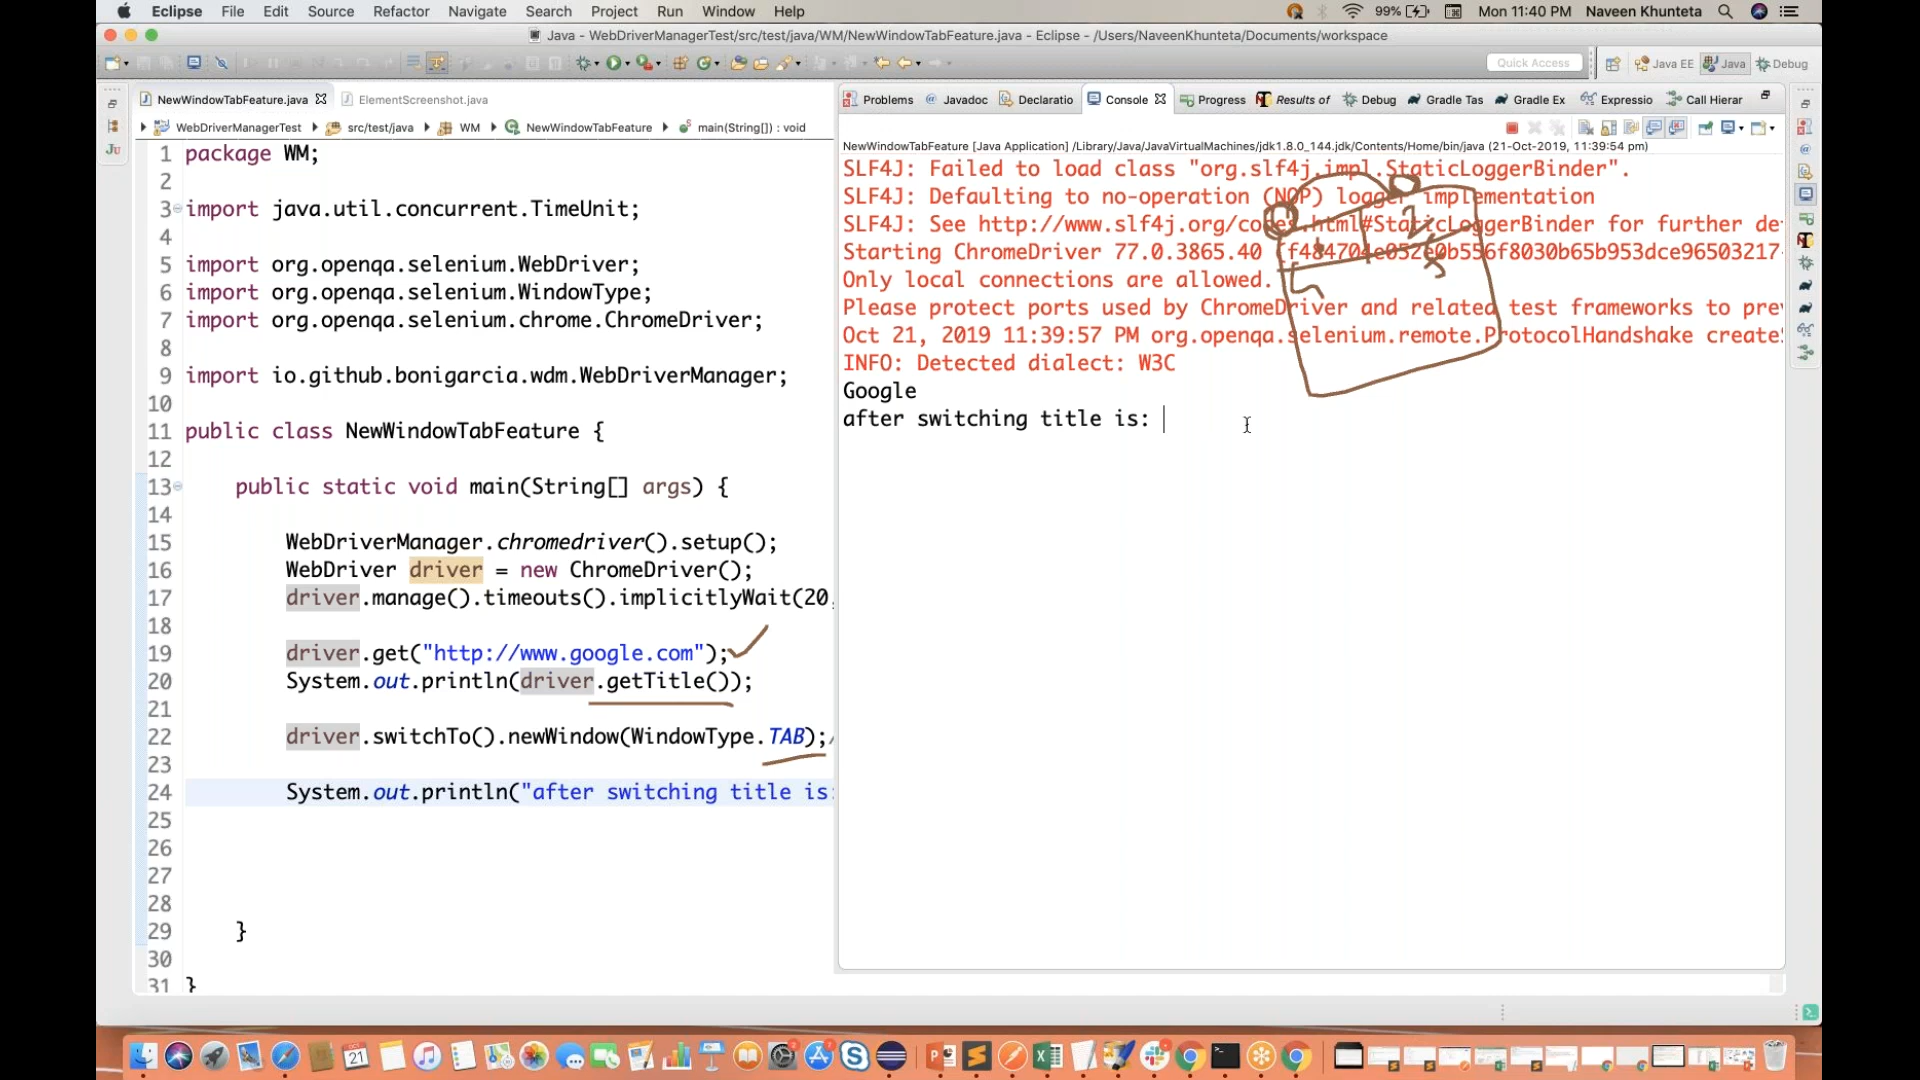 Eclipse File Edit Source Refactor Navigate Search Project Run Window Help 99% Mon 11:40 PM Naveen Khunteta
Java - WebDriverManagerTest/src/test/java/WM/NewWindowTabFeature.java - Eclipse - /Users/NaveenKhunteta/Documents/workspace
Quick Access Java EE Java Debug
NewWindowTabFeature.java ElementScreenshot.java
WebDriverManagerTest src/test/java WM NewWindowTabFeature main(String[]) : void
1 package WM;
2
3 import java.util.concurrent.TimeUnit;
4
5 import org.openqa.selenium.WebDriver;
6 import org.openqa.selenium.WindowType;
7 import org.openqa.selenium.chrome.ChromeDriver;
8
9 import io.github.bonigarcia.wdm.WebDriverManager;
10
11 public class NewWindowTabFeature {
12
13 public static void main(String[] args) {
14
15 WebDriverManager.chromedriver().setup();
16 WebDriver driver = new ChromeDriver();
17 driver.manage().timeouts().implicitlyWait(20,
18
19 driver.get("http://www.google.com");
20 System.out.println(driver.getTitle());
21
22 driver.switchTo().newWindow(WindowType.TAB);/
23
24 System.out.println("after switching title is:
25
26
27
28
29 }
30
31 }
Problems Javadoc Declaratio Console Progress Results of Debug Gradle Tas Gradle Ex Expressio Call Hierar
NewWindowTabFeature [Java Application] /Library/Java/JavaVirtualMachines/jdk1.8.0_144.jdk/Contents/Home/bin/java (21-Oct-2019, 11:39:54 pm)
SLF4J: Failed to load class "org.slf4j.impl.StaticLoggerBinder".
SLF4J: Defaulting to no-operation (NOP) logger implementation
SLF4J: See http://www.slf4j.org/codes.html#StaticLoggerBinder for further de
Starting ChromeDriver 77.0.3865.40 (f484704e052e0b556f8030b65b953dce96503217
Only local connections are allowed.
Please protect ports used by ChromeDriver and related test frameworks to pre
Oct 21, 2019 11:39:57 PM org.openqa.selenium.remote.ProtocolHandshake create
INFO: Detected dialect: W3C
Google
after switching title is: